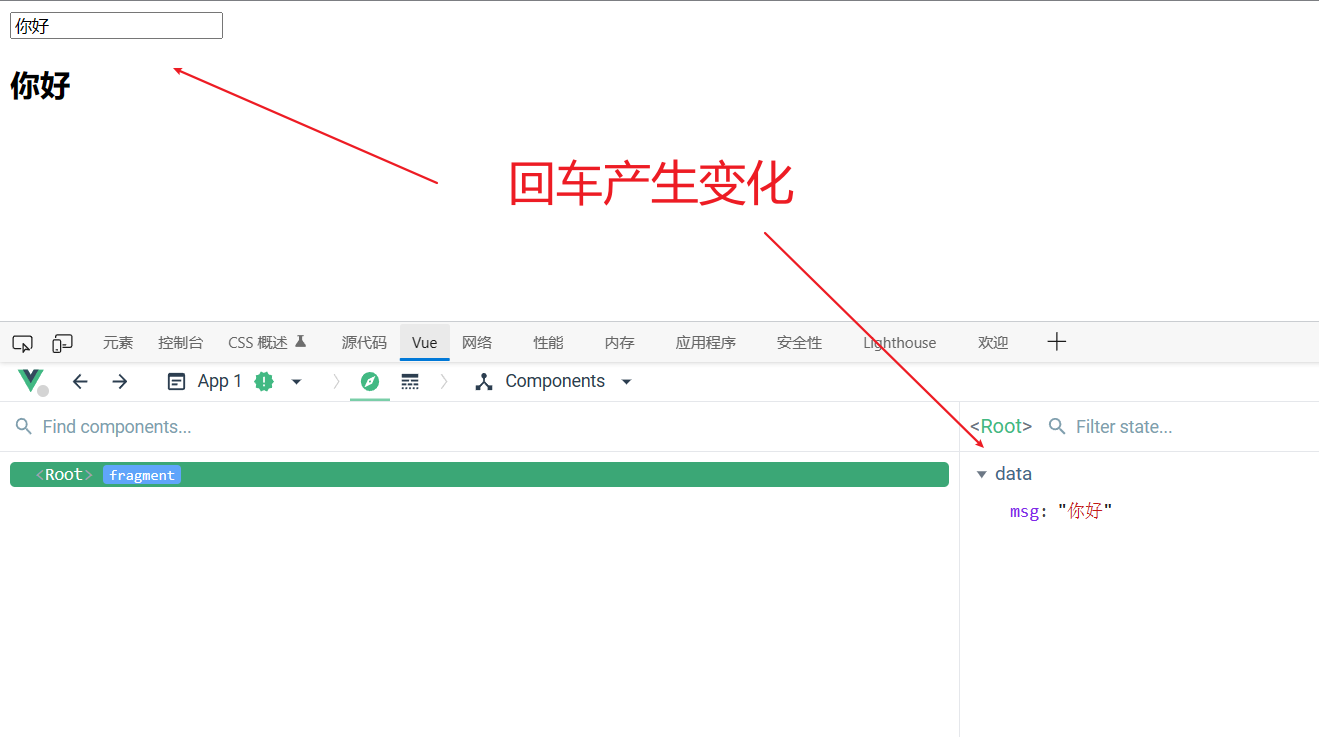 你好
你好
回车产生变化
元素 控制台 CSS 概述 源代码 Vue 网络 性能 内存 应用程序 安全性 Lighthouse 欢迎
App 1 Components
Find components... <Root> Filter state...
<Root> fragment data
msg: "你好"